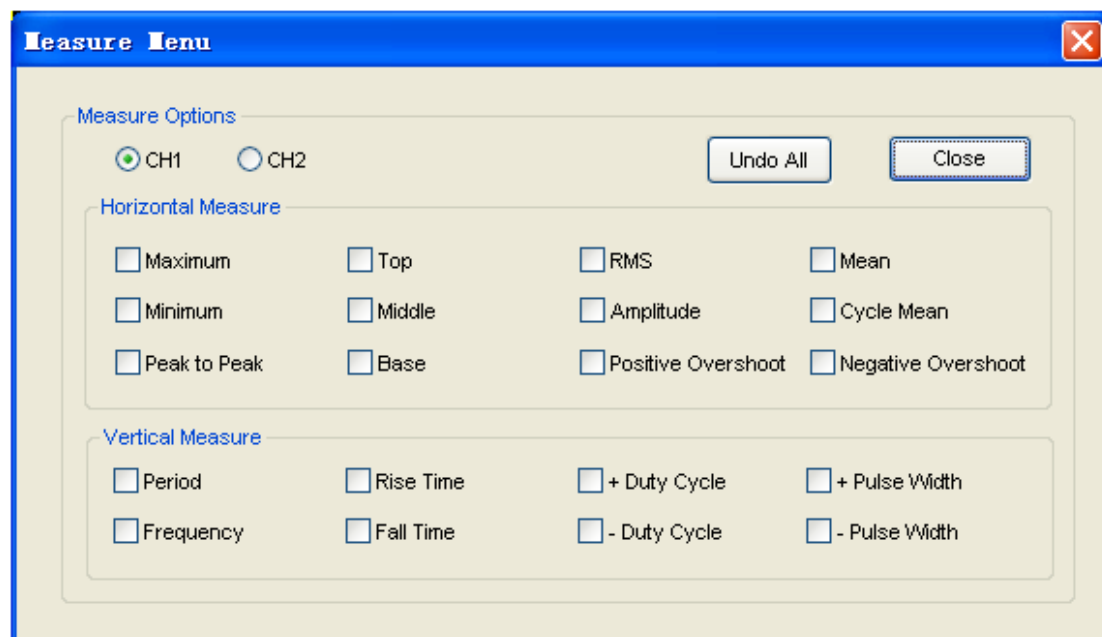 Measure Menu
Measure Options
CH1 CH2 Undo All Close
Horizontal Measure
Maximum Top RMS Mean
Minimum Middle Amplitude Cycle Mean
Peak to Peak Base Positive Overshoot Negative Overshoot
Vertical Measure
Period Rise Time + Duty Cycle + Pulse Width
Frequency Fall Time - Duty Cycle - Pulse Width